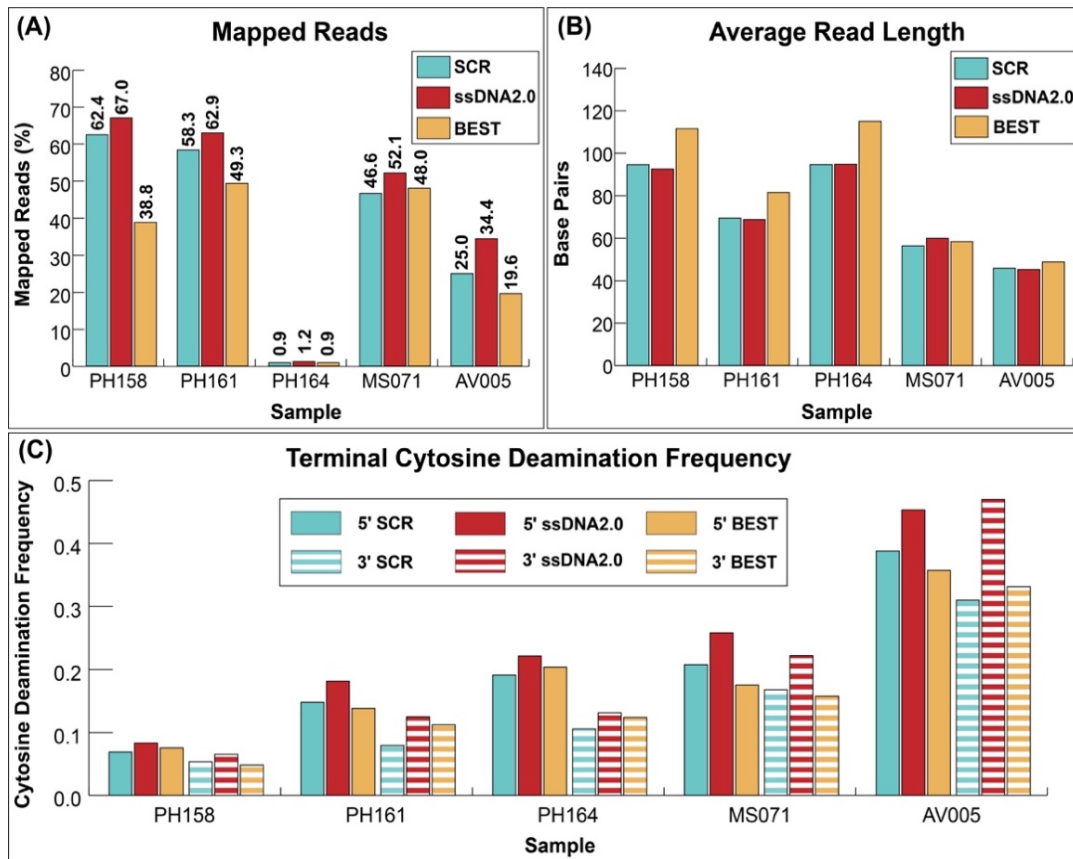 (A)
Mapped Reads
SCR
ssDNA2.0
BEST
Mapped Reads (%)
80
70
60
50
40
30
20
10
0
62.4
67.0
38.8
58.3
62.9
49.3
0.9
1.2
0.9
46.6
52.1
48.0
25.0
34.4
19.6
PH158 PH161 PH164 MS071 AV005
Sample
(B)
Average Read Length
SCR
ssDNA2.0
BEST
Base Pairs
140
120
100
80
60
40
20
0
PH158 PH161 PH164 MS071 AV005
Sample
(C)
Terminal Cytosine Deamination Frequency
5' SCR 5' ssDNA2.0 5' BEST
3' SCR 3' ssDNA2.0 3' BEST
Cytosine Deamination Frequency
0.5
0.4
0.3
0.2
0.1
0.0
PH158 PH161 PH164 MS071 AV005
Sample